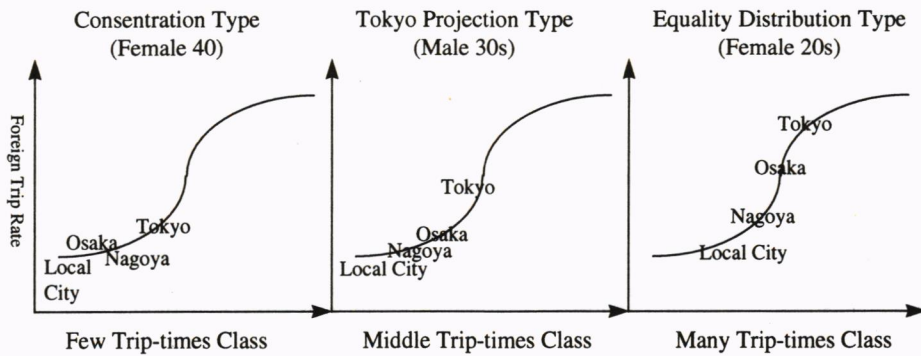 Consentration Type
(Female 40)
Tokyo Projection Type
(Male 30s)
Equality Distribution Type
(Female 20s)
Foreign Trip Rate
Tokyo
Osaka
Nagoya
Local
City
Tokyo
Osaka
Nagoya
Local City
Tokyo
Osaka
Nagoya
Local City
Few Trip-times Class
Middle Trip-times Class
Many Trip-times Class